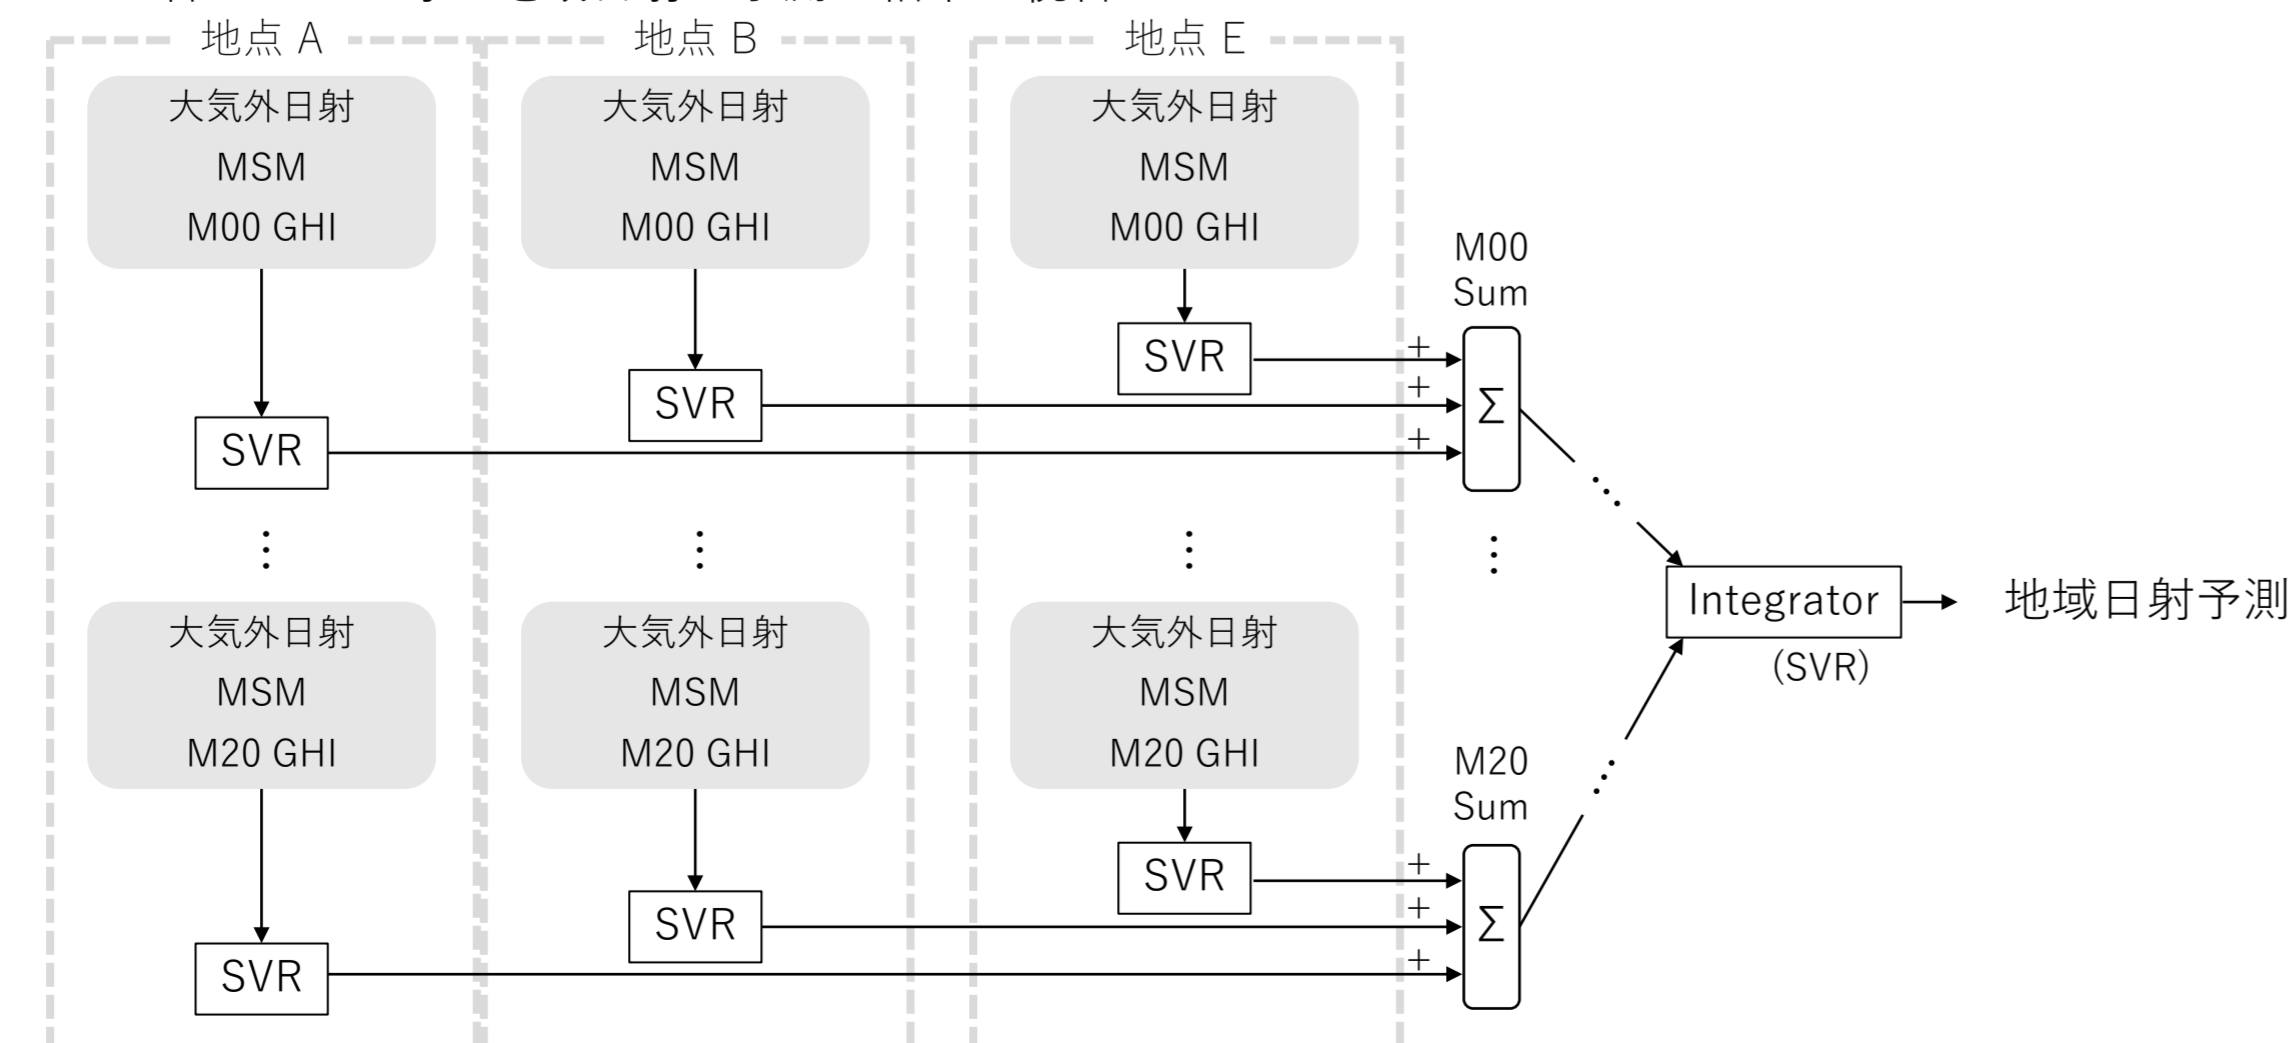 地点 A
地点 B
地点 E
大気外日射
MSM
M00 GHI
大気外日射
MSM
M00 GHI
大気外日射
MSM
M00 GHI
M00
Sum
SVR
SVR
SVR
+
+
+
Σ
⋮
⋮
⋮
⋮
大気外日射
MSM
M20 GHI
大気外日射
MSM
M20 GHI
大気外日射
MSM
M20 GHI
M20
Sum
SVR
SVR
SVR
+
+
+
Σ
Integrator
(SVR)
地域日射予測